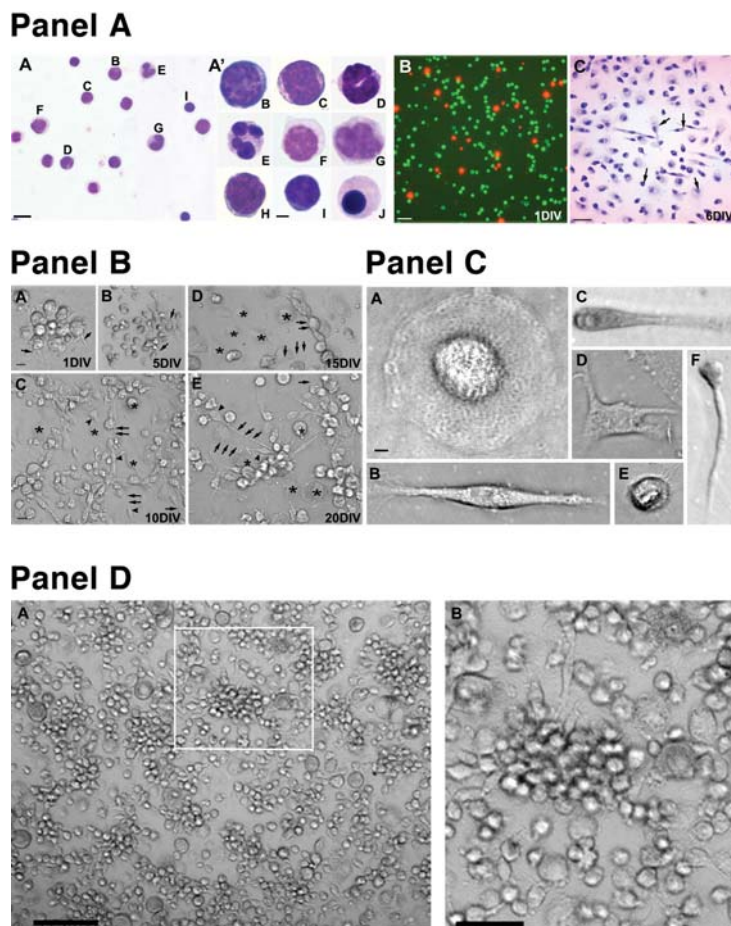 Panel A
A
B
E
C
I
F
G
D
A'
B
C
D
E
F
G
H
I
J
B
1DIV
C
6DIV
Panel B
A
1DIV
B
5DIV
D
15DIV
C
10DIV
E
20DIV
Panel C
A
B
C
D
E
F
Panel D
A
B